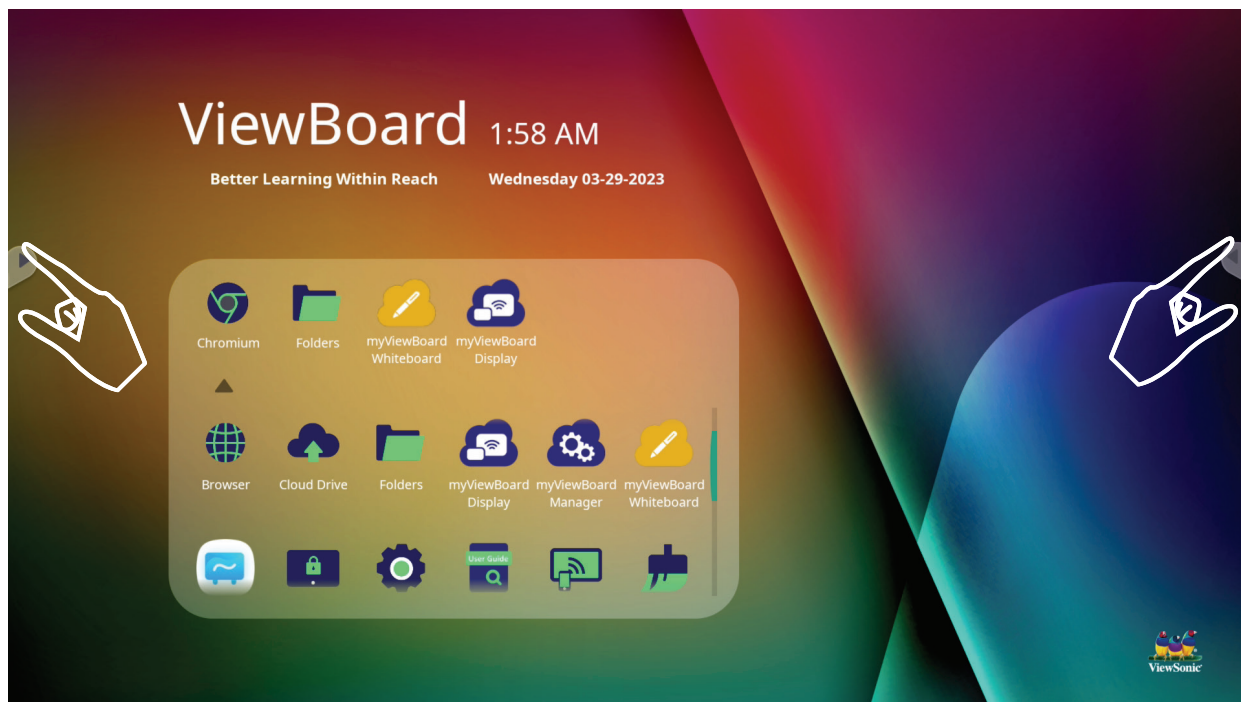 ViewBoard 1:58 AM
Better Learning Within Reach Wednesday 03-29-2023
Chromium Folders myViewBoard myViewBoard
Whiteboard Display
Browser Cloud Drive Folders myViewBoard myViewBoard myViewBoard
Display Manager Whiteboard
User Guide
ViewSonic